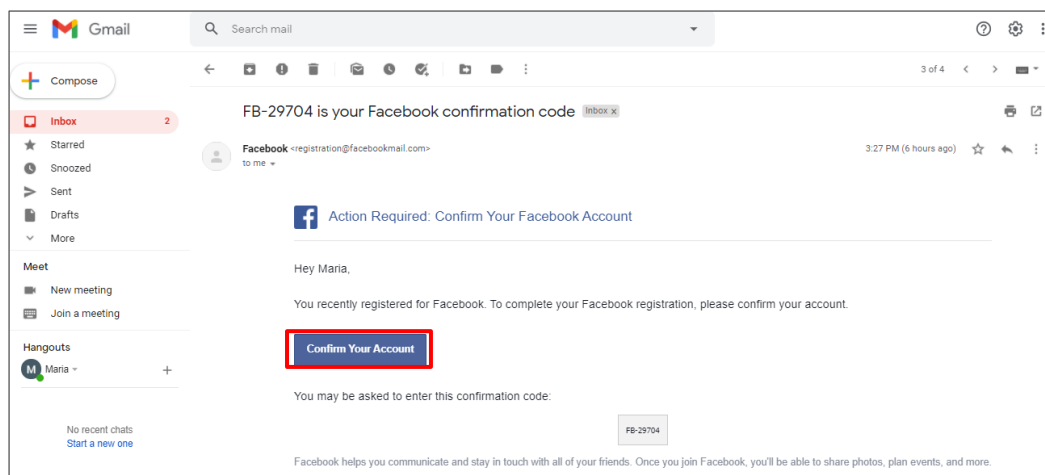 Gmail
Search mail
Compose
3 of 4
Inbox 2
Starred
Snoozed
Sent
Drafts
More
Meet
New meeting
Join a meeting
Hangouts
M Maria
No recent chats
Start a new one
FB-29704 is your Facebook confirmation code Inbox x
Facebook <registration@facebookmail.com> 3:27 PM (6 hours ago)
to me
Action Required: Confirm Your Facebook Account
Hey Maria,
You recently registered for Facebook. To complete your Facebook registration, please confirm your account.
Confirm Your Account
You may be asked to enter this confirmation code:
FB-29704
Facebook helps you communicate and stay in touch with all of your friends. Once you join Facebook, you'll be able to share photos, plan events, and more.